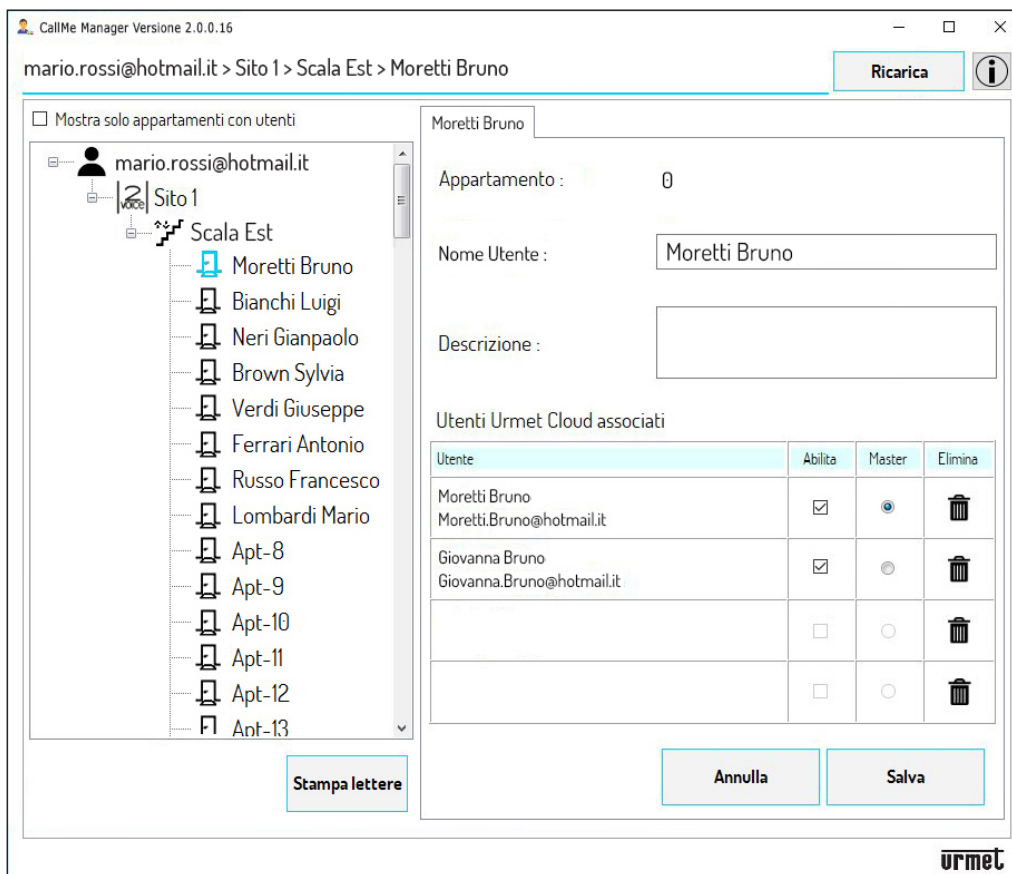 CallMe Manager Versione 2.0.0.16
mario.rossi@hotmail.it > Sito 1 > Scala Est > Moretti Bruno
Ricarica
i
Mostra solo appartamenti con utenti
mario.rossi@hotmail.it
2 VOICE
Sito 1
Scala Est
Moretti Bruno
Bianchi Luigi
Neri Gianpaolo
Brown Sylvia
Verdi Giuseppe
Ferrari Antonio
Russo Francesco
Lombardi Mario
Apt-8
Apt-9
Apt-10
Apt-11
Apt-12
Apt-13
Stampa lettere
Moretti Bruno
Appartamento : 0
Nome Utente : Moretti Bruno
Descrizione :
Utenti Urmet Cloud associati
Utente Abilita Master Elimina
Moretti Bruno
Moretti.Bruno@hotmail.it
Giovanna Bruno
Giovanna.Bruno@hotmail.it
Annulla
Salva
urmet